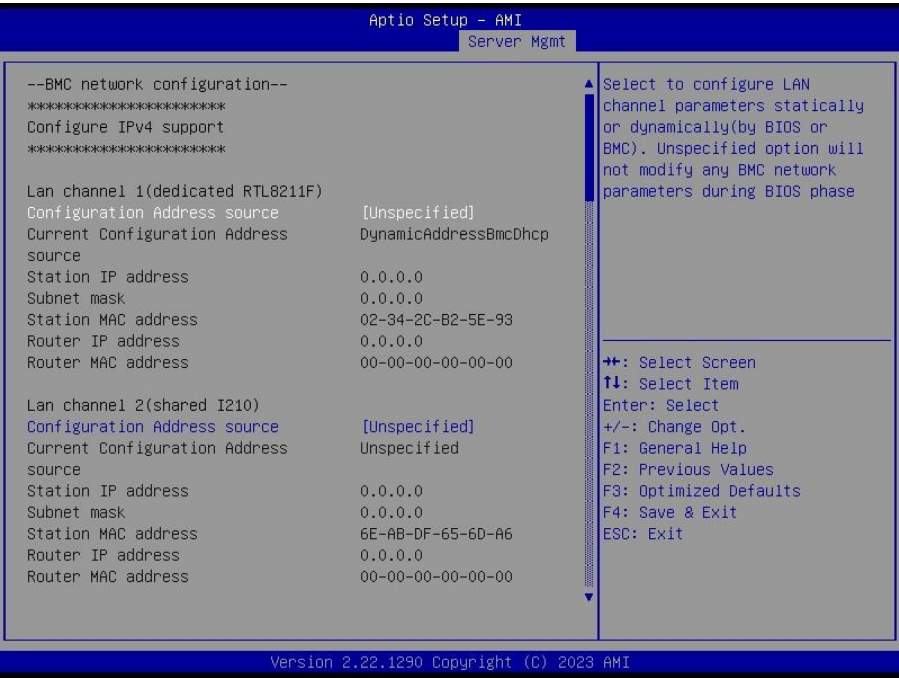 Aptio Setup - AMI
Server Mgmt
--BMC network configuration--
***********************
Configure IPv4 support
***********************
Lan channel 1(dedicated RTL8211F)
Configuration Address source [Unspecified]
Current Configuration Address DynamicAddressBmcDhcp
source
Station IP address 0.0.0.0
Subnet mask 0.0.0.0
Station MAC address 02-34-2C-B2-5E-93
Router IP address 0.0.0.0
Router MAC address 00-00-00-00-00-00
Lan channel 2(shared I210)
Configuration Address source [Unspecified]
Current Configuration Address Unspecified
source
Station IP address 0.0.0.0
Subnet mask 0.0.0.0
Station MAC address 6E-AB-DF-65-6D-A6
Router IP address 0.0.0.0
Router MAC address 00-00-00-00-00-00
Select to configure LAN
channel parameters statically
or dynamically(by BIOS or
BMC). Unspecified option will
not modify any BMC network
parameters during BIOS phase
→←: Select Screen
↑↓: Select Item
Enter: Select
+/-: Change Opt.
F1: General Help
F2: Previous Values
F3: Optimized Defaults
F4: Save & Exit
ESC: Exit
Version 2.22.1290 Copyright (C) 2023 AMI